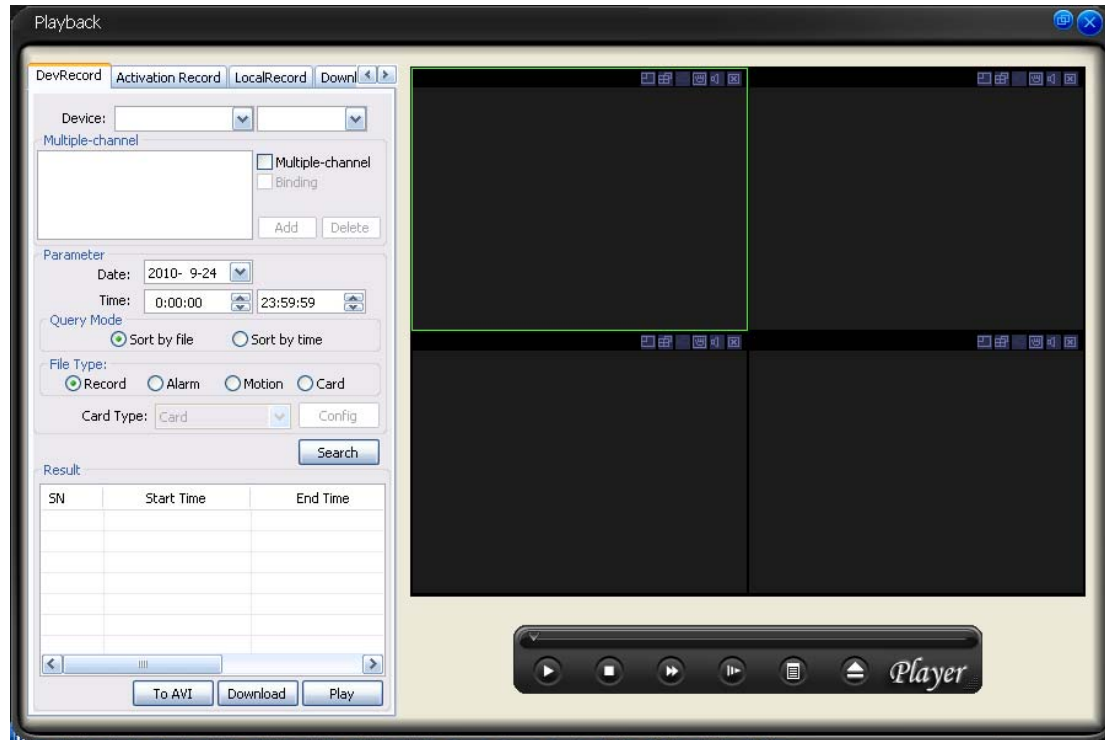 Playback
DevRecord Activation Record LocalRecord Downl
Device:
Multiple-channel
Multiple-channel
Binding
Add Delete
Parameter
Date: 2010- 9-24
Time: 0:00:00 23:59:59
Query Mode
Sort by file Sort by time
File Type:
Record Alarm Motion Card
Card Type: Card Config
Search
Result
SN Start Time End Time
To AVI Download Play
Player